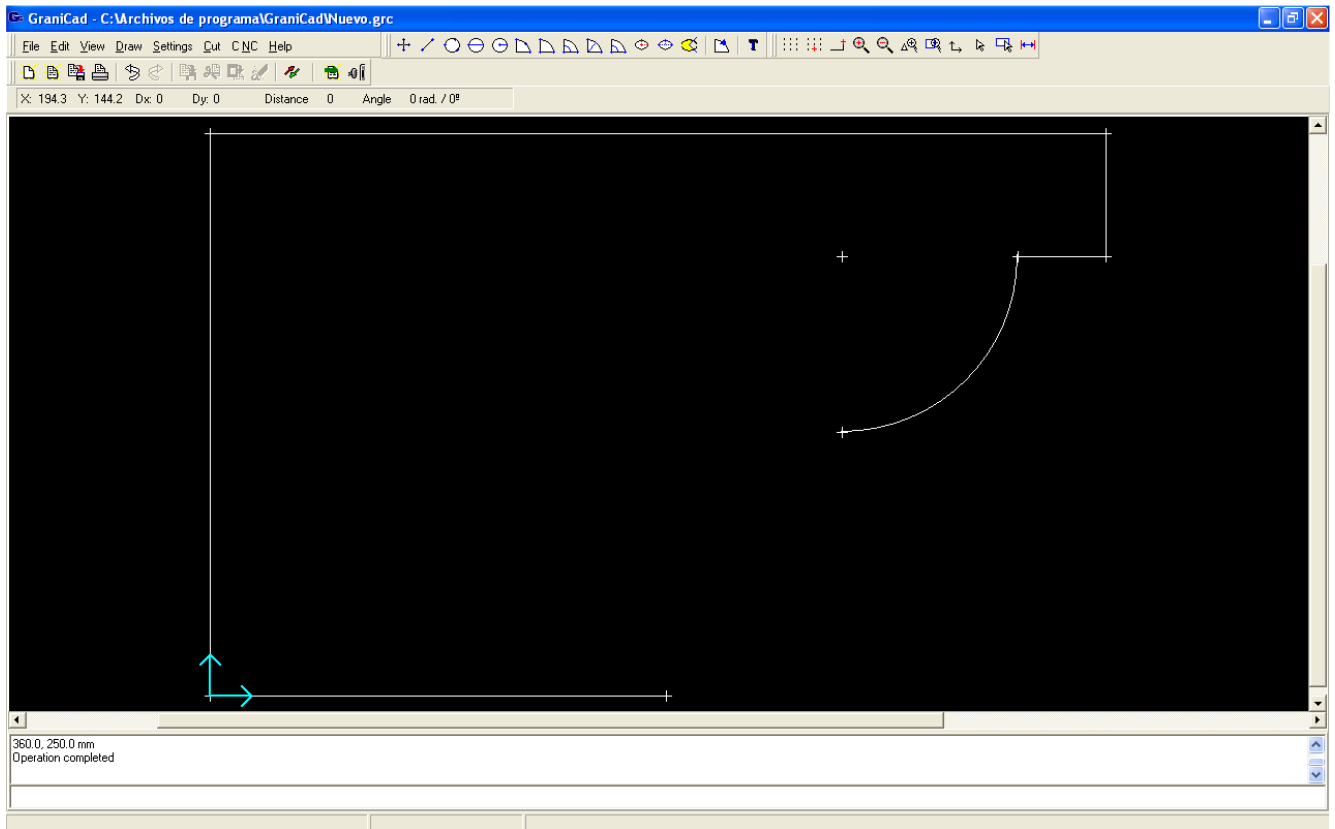 GraniCad - C:\Archivos de programa\GraniCad\Nuevo.grc
File Edit View Draw Settings Cut CNC Help
T
X: 194.3 Y: 144.2 Dx: 0 Dy: 0 Distance 0 Angle 0 rad. / 0º
360.0, 250.0 mm
Operation completed